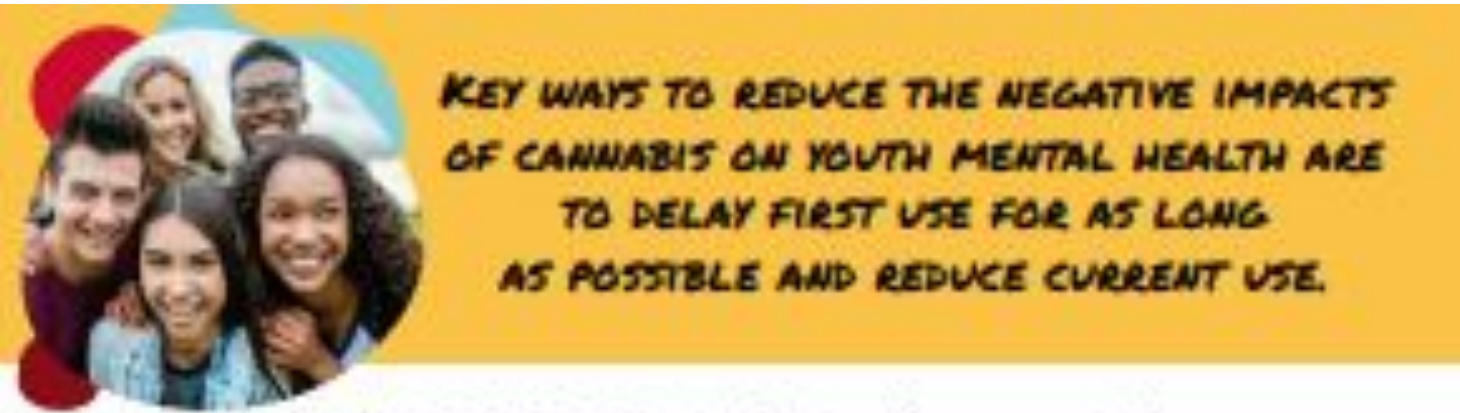 KEY WAYS TO REDUCE THE NEGATIVE IMPACTS
OF CANNABIS ON YOUTH MENTAL HEALTH ARE
TO DELAY FIRST USE FOR AS LONG
AS POSSIBLE AND REDUCE CURRENT USE.